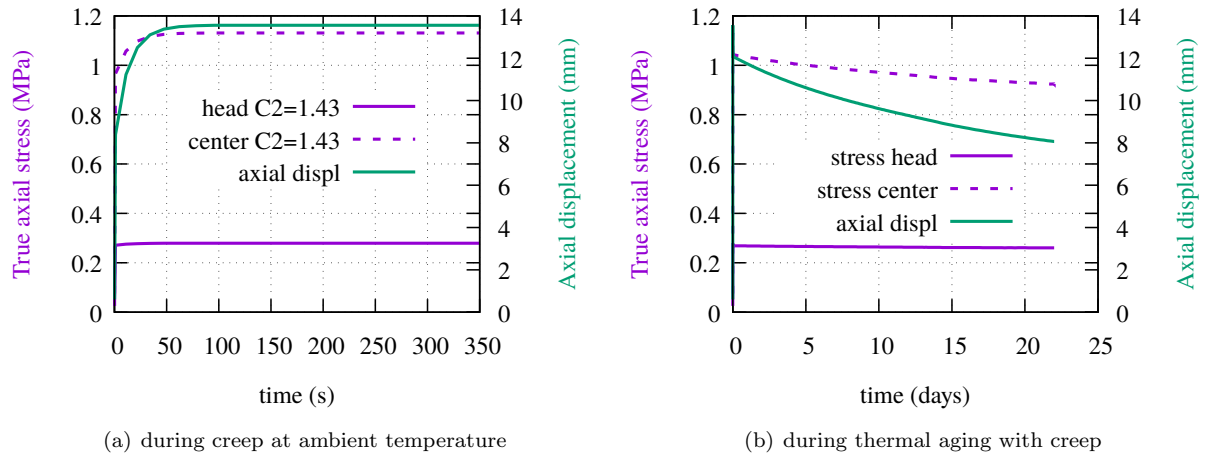 True axial stress (MPa)
1.2
1
0.8
0.6
0.4
0.2
0
head C2=1.43
center C2=1.43
axial displ
14
12
10
8
6
4
2
0
Axial displacement (mm)
0 50 100 150 200 250 300 350
time (s)
(a) during creep at ambient temperature
True axial stress (MPa)
1.2
1
0.8
0.6
0.4
0.2
0
stress head
stress center
axial displ
14
12
10
8
6
4
2
0
Axial displacement (mm)
0 5 10 15 20 25
time (days)
(b) during thermal aging with creep